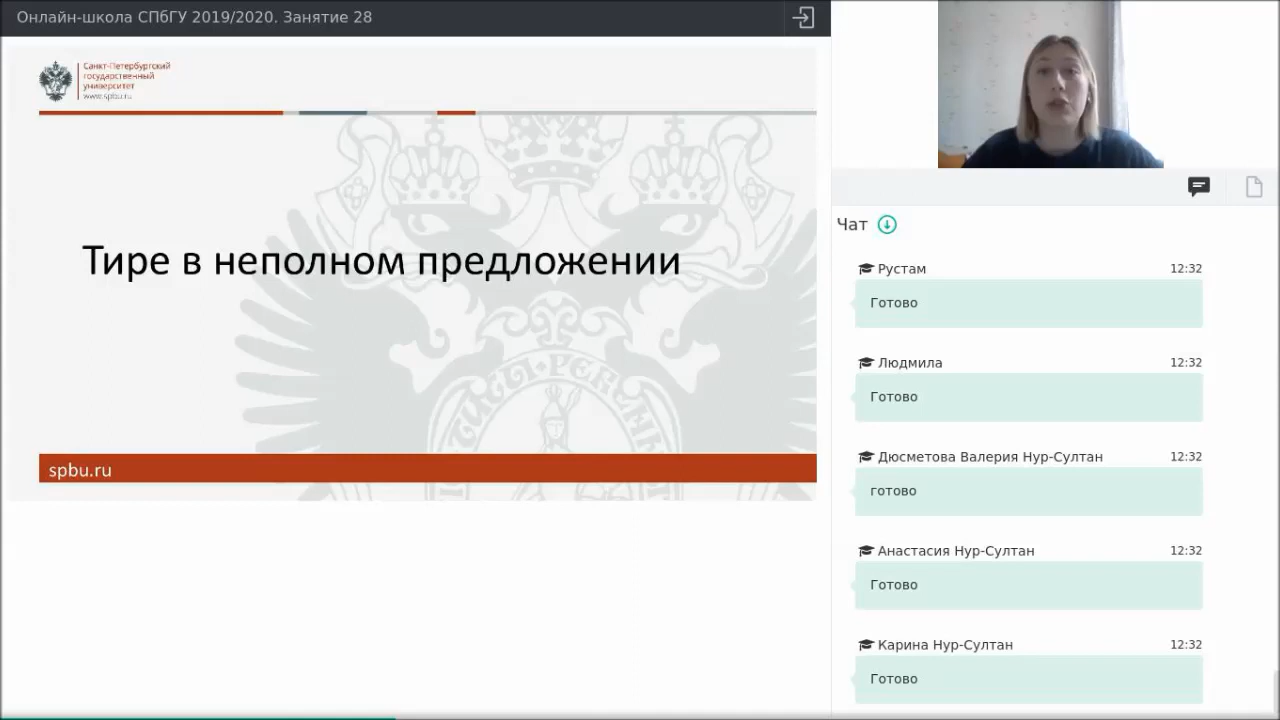 Онлайн-школа СПбГУ 2019/2020. Занятие 28
Санкт-Петербургский
государственный
университет
www.spbu.ru
Тире в неполном предложении
spbu.ru
Чат
Рустам 12:32
Готово
Людмила 12:32
Готово
Дюсметова Валерия Нур-Султан 12:32
готово
Анастасия Нур-Султан 12:32
Готово
Карина Нур-Султан 12:32
Готово